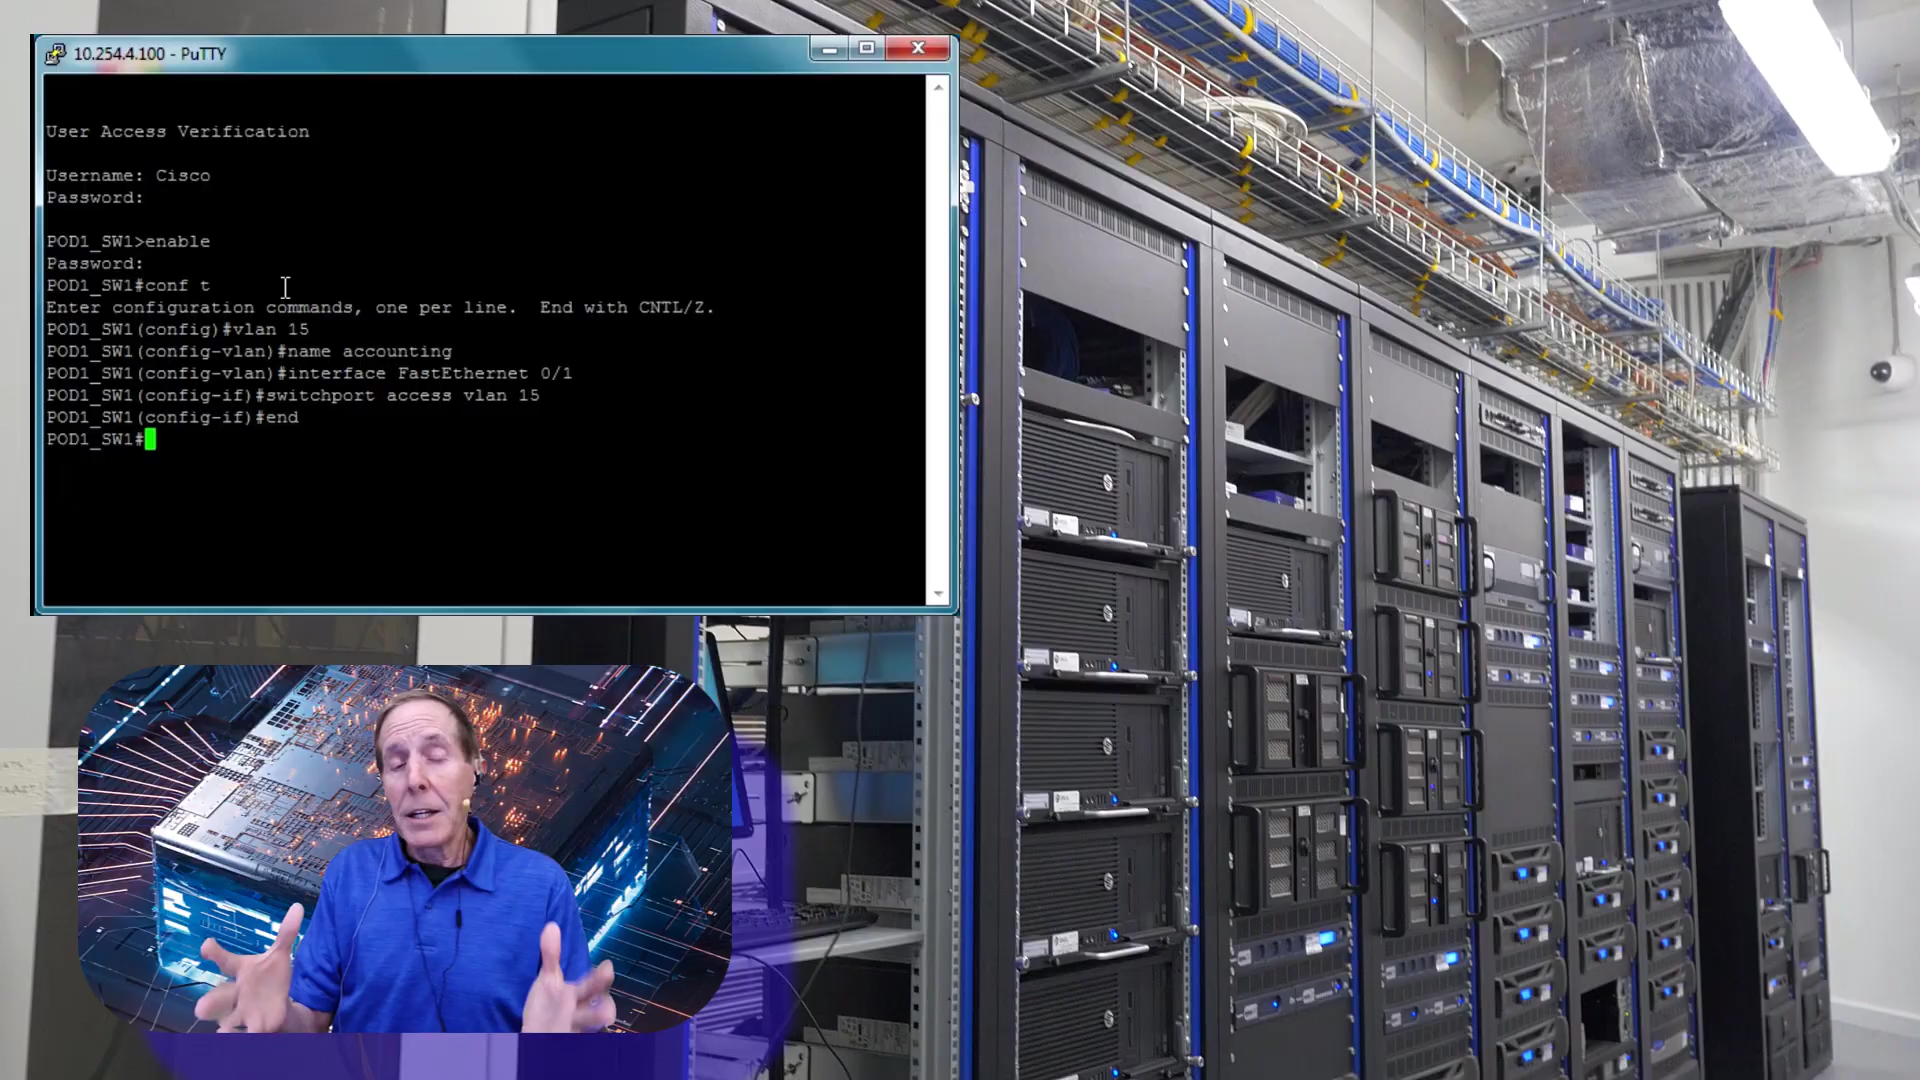 10.254.4.100 - PuTTY
User Access Verification
Username: Cisco
Password:
POD1_SW1>enable
Password:
POD1_SW1#conf t
Enter configuration commands, one per line.  End with CNTL/Z.
POD1_SW1(config)#vlan 15
POD1_SW1(config-vlan)#name accounting
POD1_SW1(config-vlan)#interface FastEthernet 0/1
POD1_SW1(config-if)#switchport access vlan 15
POD1_SW1(config-if)#end
POD1_SW1#